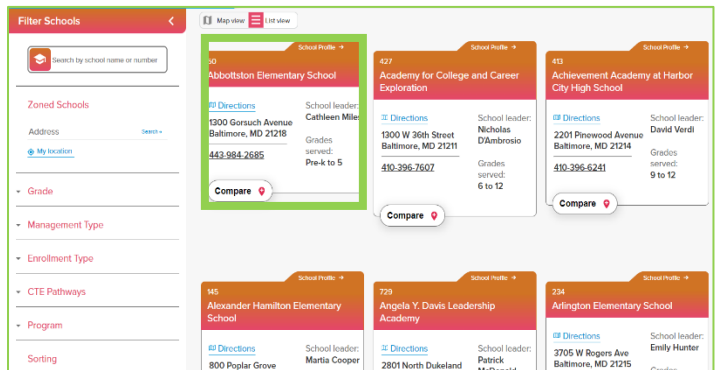 Filter Schools
Search by school name or number
Zoned Schools
Address
Search »
My location
Grade
Management Type
Enrollment Type
CTE Pathways
Program
Sorting
Map view
List view
School Profile →
60
Abbottston Elementary School
Directions
1300 Gorsuch Avenue
Baltimore, MD 21218
443-984-2685
School leader:
Cathleen Miles
Grades
served:
Pre-k to 5
Compare
School Profile →
427
Academy for College and Career
Exploration
Directions
1300 W 36th Street
Baltimore, MD 21211
410-396-7607
School leader:
Nicholas
D'Ambrosio
Grades
served:
6 to 12
Compare
School Profile →
413
Achievement Academy at Harbor
City High School
Directions
2201 Pinewood Avenue
Baltimore, MD 21214
410-396-6241
School leader:
David Verdi
Grades
served:
9 to 12
Compare
School Profile →
145
Alexander Hamilton Elementary
School
Directions
800 Poplar Grove
School leader:
Martia Cooper
School Profile →
729
Angela Y. Davis Leadership
Academy
Directions
2801 North Dukeland
School leader:
Patrick
School Profile →
234
Arlington Elementary School
Directions
3705 W Rogers Ave
Baltimore, MD 21215
School leader:
Emily Hunter